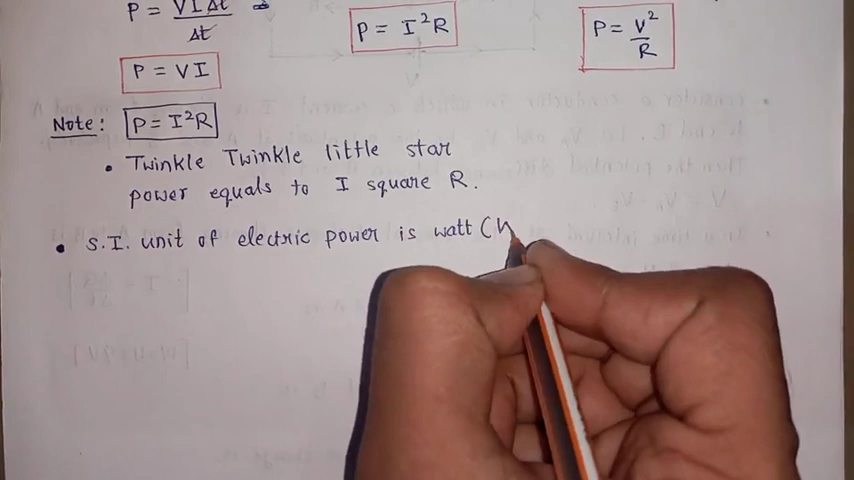 P = VIΔt / Δt
P = I²R
P = V²/R
P = VI
Note: P = I²R
• Twinkle Twinkle little star
power equals to I square R.
• S.I. unit of electric power is watt (W